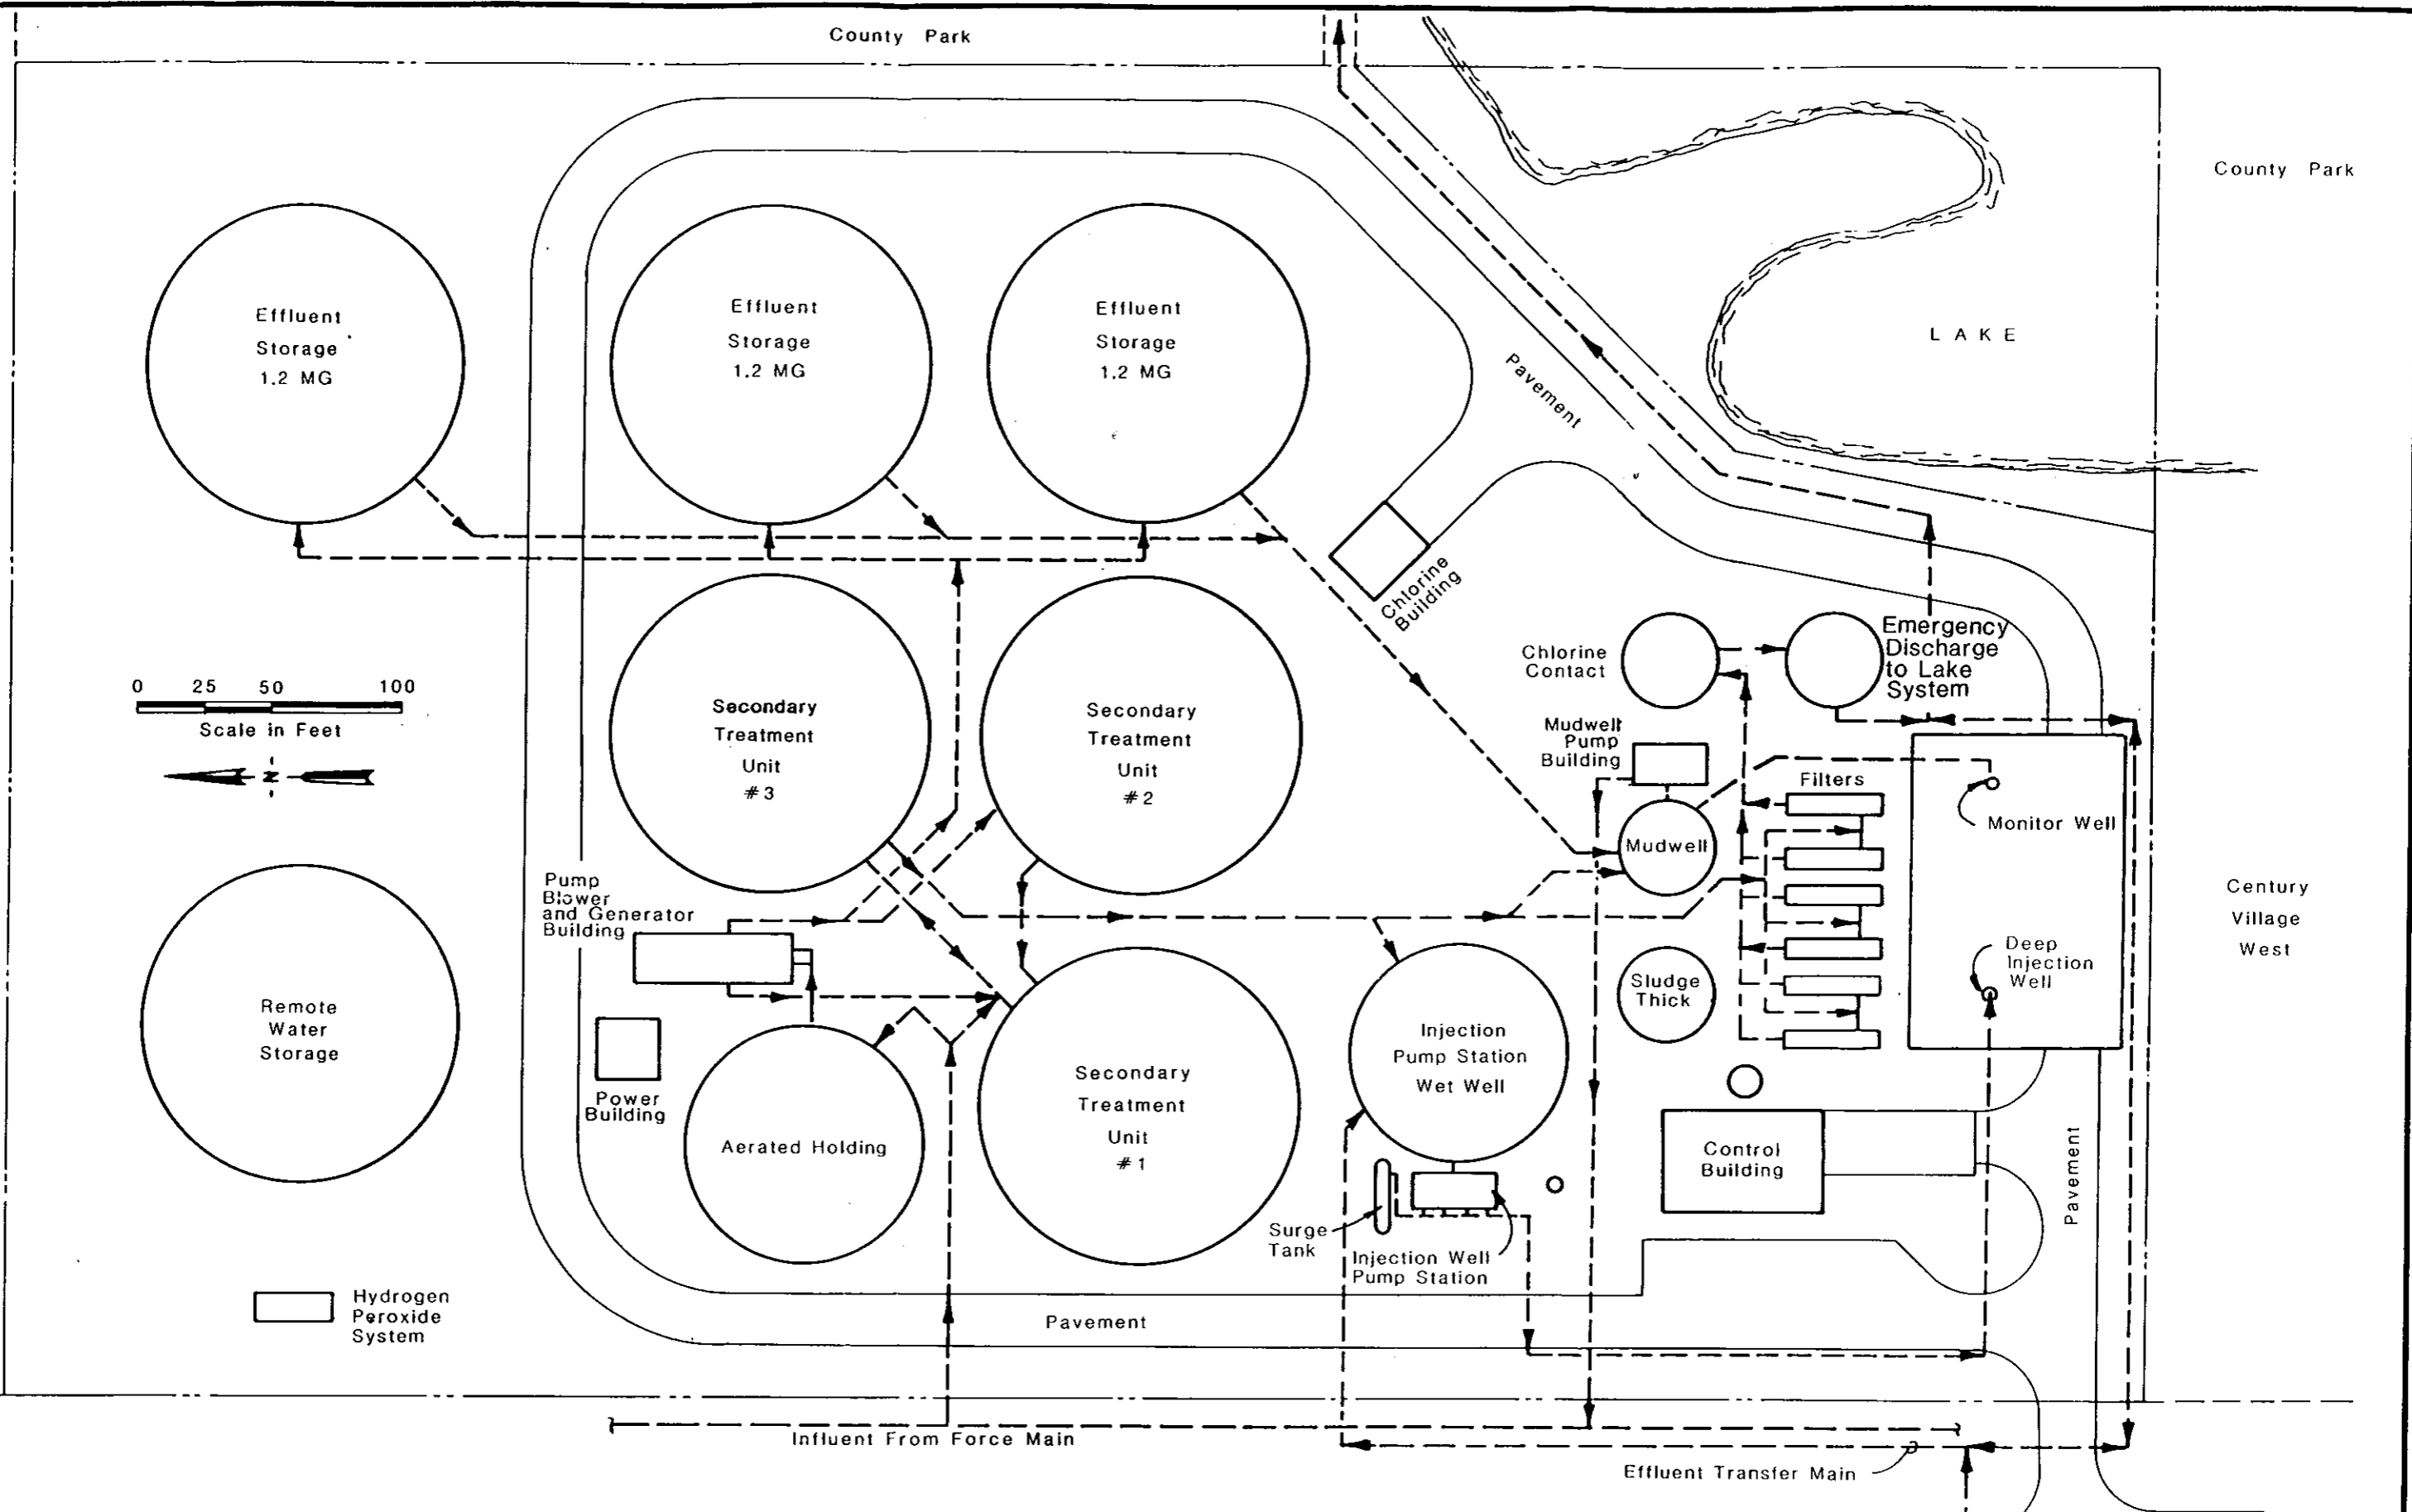 County Park
County Park
Effluent
Storage
1.2 MG
Effluent
Storage
1.2 MG
Effluent
Storage
1.2 MG
Pavement
LAKE
0 25 50 100
Scale in Feet
N
Secondary
Treatment
Unit
#3
Secondary
Treatment
Unit
#2
Chlorine
Building
Chlorine
Contact
Emergency
Discharge
to Lake
System
Mudwell
Pump
Building
Filters
Monitor Well
Mudwell
Pump
Blower
and Generator
Building
Century
Village
West
Deep
Injection
Well
Sludge
Thick
Remote
Water
Storage
Power
Building
Aerated Holding
Secondary
Treatment
Unit
#1
Injection
Pump Station
Wet Well
Control
Building
Pavement
Surge
Tank
Injection Well
Pump Station
Hydrogen
Peroxide
System
Pavement
Influent From Force Main
Effluent Transfer Main